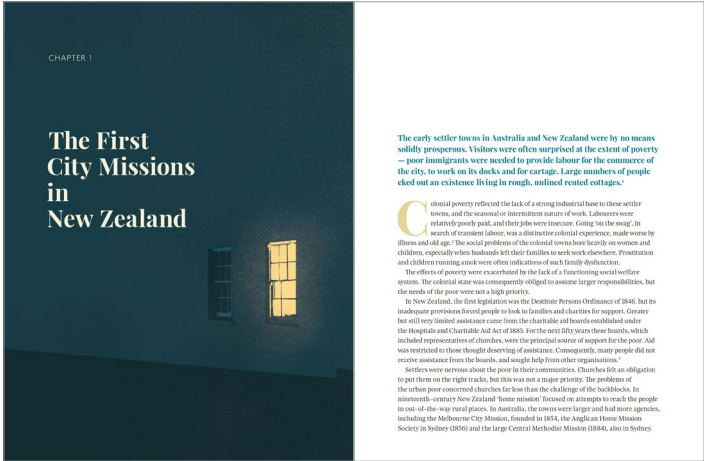 CHAPTER 1
The First
City Missions
in
New Zealand
The early settler towns in Australia and New Zealand were by no means
solidly prosperous. Visitors were often surprised at the extent of poverty
— poor immigrants were needed to provide labour for the commerce of
the city, to work on its docks and for cartage. Large numbers of people
eked out an existence living in rough, unlined rented cottages.¹
Colonial poverty reflected the lack of a strong industrial base to these settler
towns, and the seasonal or intermittent nature of work. Labourers were
relatively poorly paid, and their jobs were insecure. Going ‘on the swag’, in
search of transient labour, was a distinctive colonial experience, made worse by
illness and old age.² The social problems of the colonial towns bore heavily on women and
children, especially when husbands left their families to seek work elsewhere. Prostitution
and children running amok were often indications of such family dysfunction.
The effects of poverty were exacerbated by the lack of a functioning social welfare
system. The colonial state was consequently obliged to assume larger responsibilities, but
the needs of the poor were not a high priority.
In New Zealand, the first legislation was the Destitute Persons Ordinance of 1846, but its
inadequate provisions forced people to look to families and charities for support. Greater
but still very limited assistance came from the charitable aid boards established under
the Hospitals and Charitable Aid Act of 1885. For the next fifty years these boards, which
included representatives of churches, were the principal source of support for the poor. Aid
was restricted to those thought deserving of assistance. Consequently, many people did not
receive assistance from the boards, and sought help from other organisations.³
Settlers were nervous about the poor in their communities. Churches felt an obligation
to put them on the right tracks, but this was not a major priority. The problems of
the urban poor concerned churches far less than the challenge of the backblocks. In
nineteenth-century New Zealand ‘home mission’ focused on attempts to reach the people
in out-of-the-way rural places. In Australia, the towns were larger and had more agencies,
including the Melbourne City Mission, founded in 1854, the Anglican Home Mission
Society in Sydney (1856) and the large Central Methodist Mission (1884), also in Sydney.